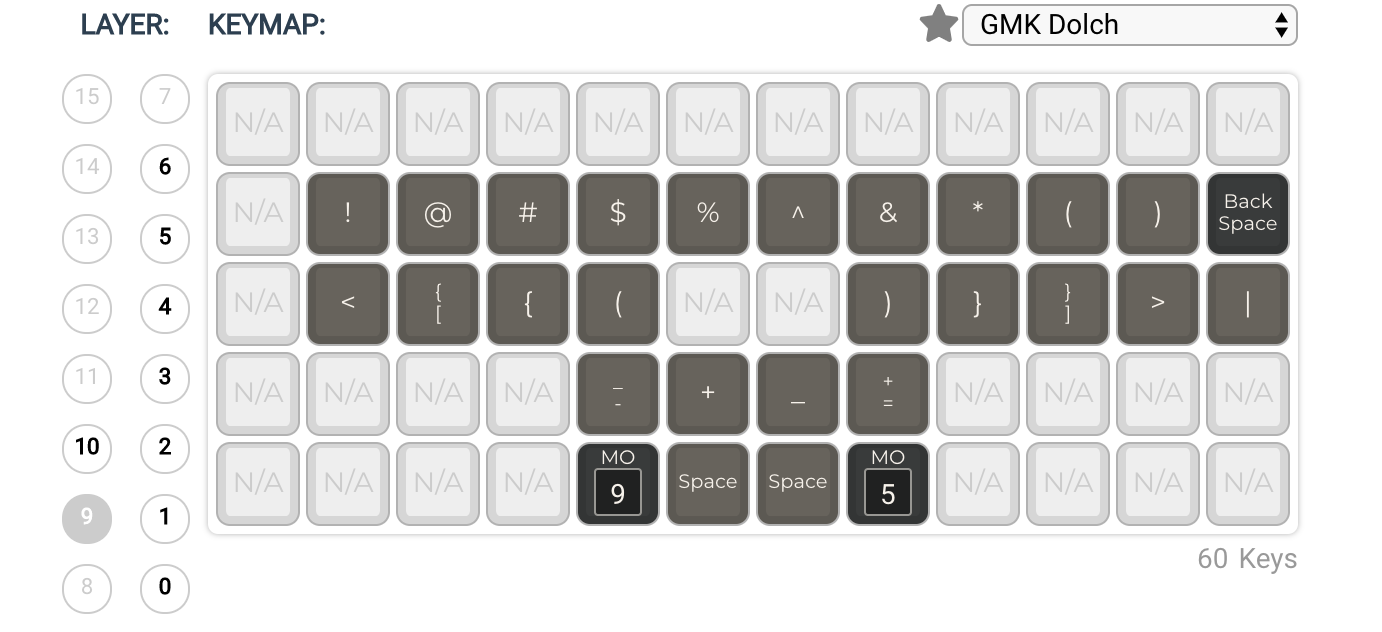 LAYER: KEYMAP: GMK Dolch
15 7 N/A N/A N/A N/A N/A N/A N/A N/A N/A N/A N/A N/A
14 6 N/A ! @ # $ % ^ & * ( ) Back Space
13 5
12 4 N/A < { [ { ( N/A N/A ) } } ] > |
11 3 N/A N/A N/A N/A _ - + _ + = N/A N/A N/A N/A
10 2
9 1 N/A N/A N/A N/A MO 9 Space Space MO 5 N/A N/A N/A N/A
8 0
60 Keys